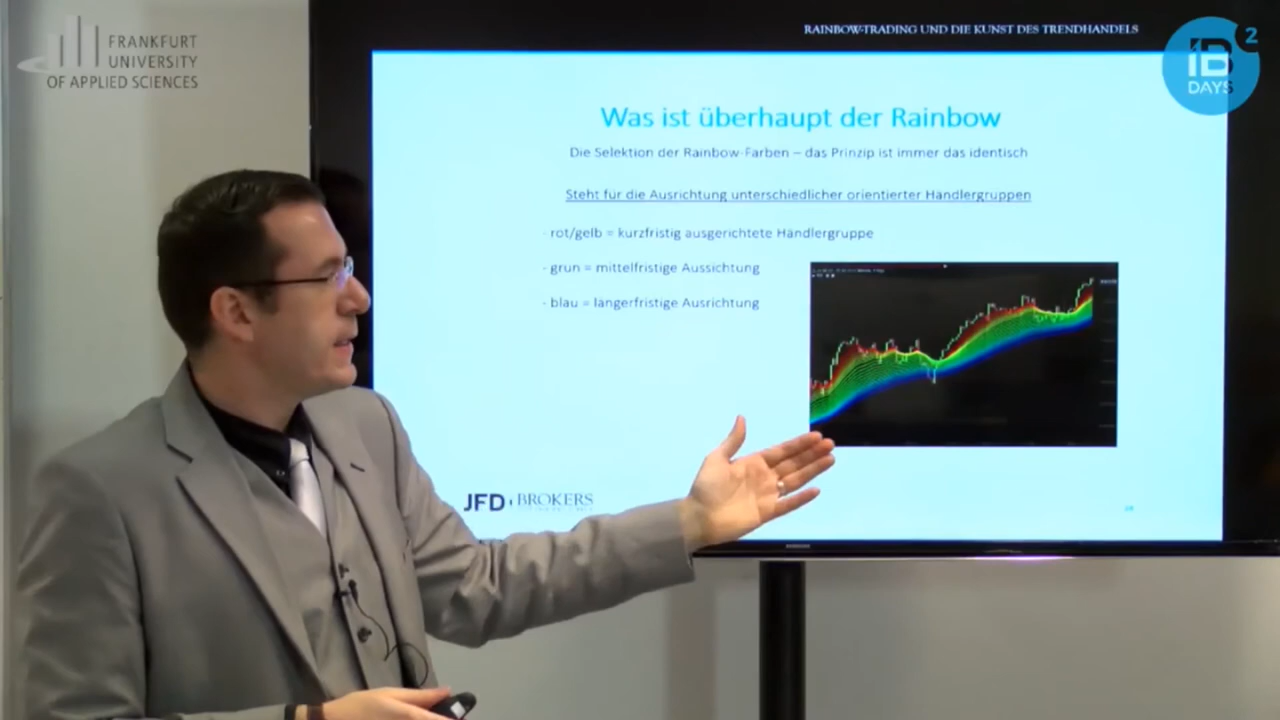 FRANKFURT
UNIVERSITY
OF APPLIED SCIENCES
RAINBOW-TRADING UND DIE KUNST DES TRENDHANDELS
IB 2
DAYS
Was ist überhaupt der Rainbow
Die Selektion der Rainbow-Farben – das Prinzip ist immer das identisch
Steht für die Ausrichtung unterschiedlicher orientierter Händlergruppen
- rot/gelb = kurzfristig ausgerichtete Händlergruppe
- grün = mittelfristige Aussichtung
- blau = längerfristige Ausrichtung
JFD BROKERS